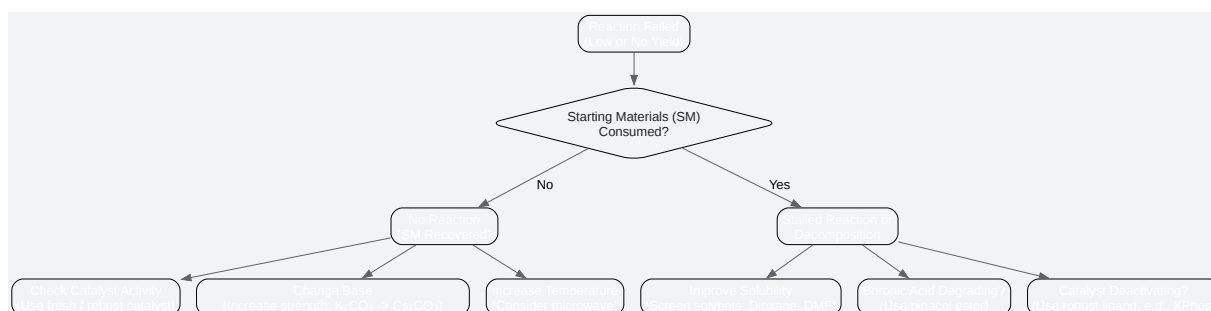 Reaction Failed
(Low or No Yield)
Starting Materials (SM)
Consumed?
No
Yes
No Reaction
(SM Recovered)
Stalled Reaction or
Decomposition
Check Catalyst Activity
(Use fresh / robust catalyst)
Change Base
(Increase strength: K₂CO₃ -> Cs₂CO₃)
Increase Temperature
(Consider microwave)
Improve Solubility
(Screen solvents: Dioxane, DMF)
Boronic Acid Degrading?
(Use pinacol ester)
Catalyst Deactivating?
(Use robust ligand, e.g., XPhos